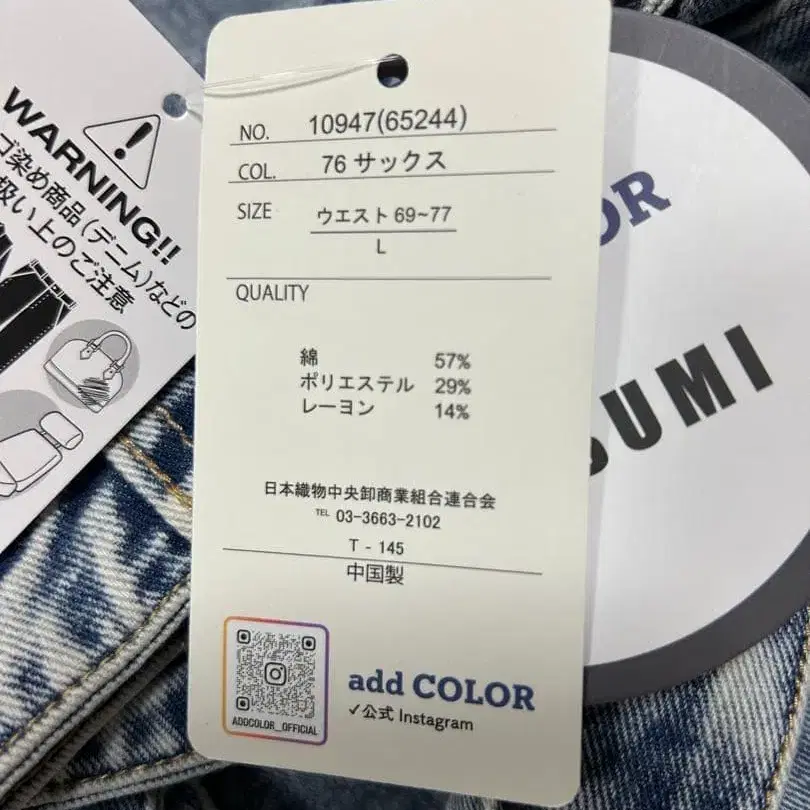 NO. 10947(65244)
COL. 76 サックス
SIZE ウエスト 69~77
L
QUALITY
綿 57%
ポリエステル 29%
レーヨン 14%
日本織物中央卸商業組合連合会
TEL 03-3663-2102
T - 145
中国製
ADDCOLOR_OFFICIAL
add COLOR
✓公式 Instagram
WARNING!!
ゴ染め商品(デニム)などの
扱い上のご注意
OR
UMI